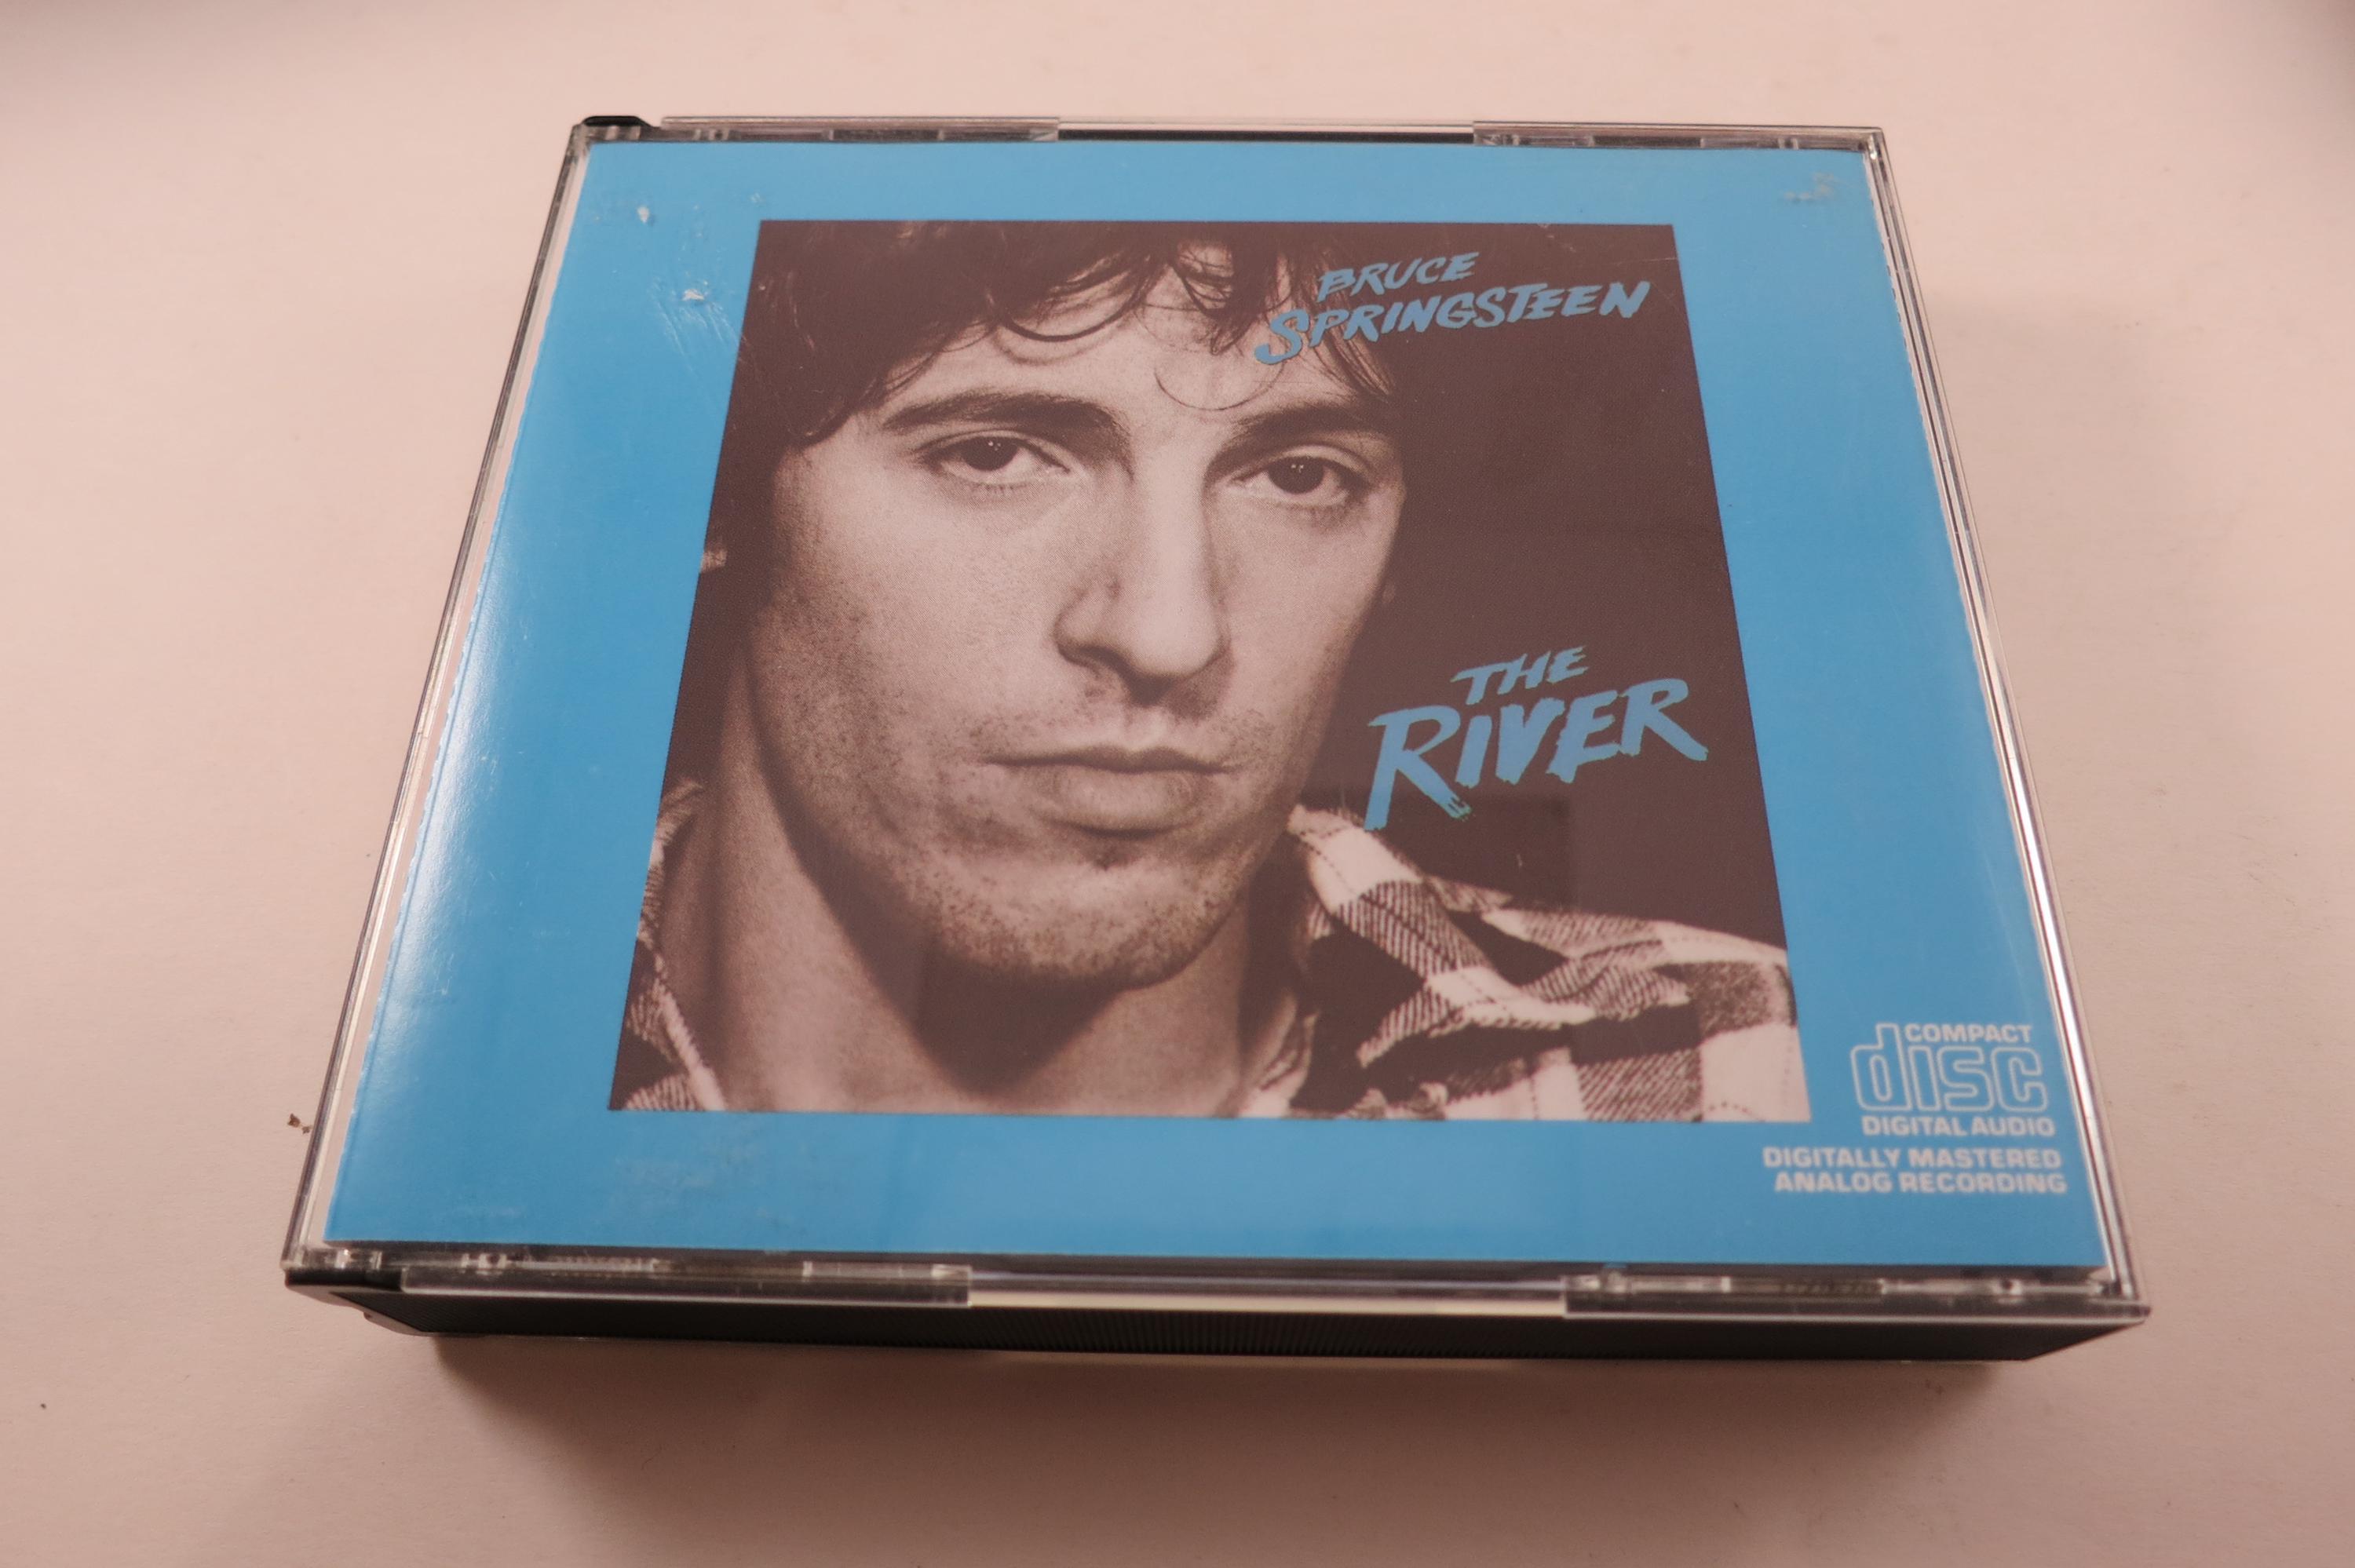 BRUCE
SPRINGSTEEN
THE
RIVER
COMPACT
disc
DIGITAL AUDIO
DIGITALLY MASTERED
ANALOG RECORDING